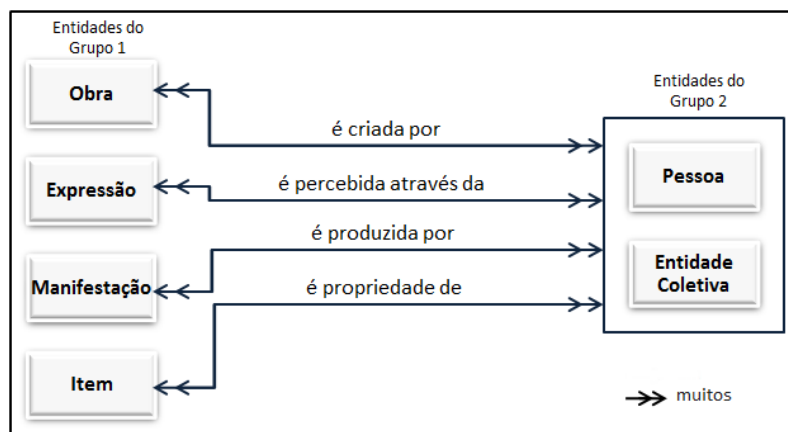 Entidades do
Grupo 1
Obra
Expressão
Manifestação
Item
é criada por
é percebida através da
é produzida por
é propriedade de
Entidades do
Grupo 2
Pessoa
Entidade
Coletiva
muitos